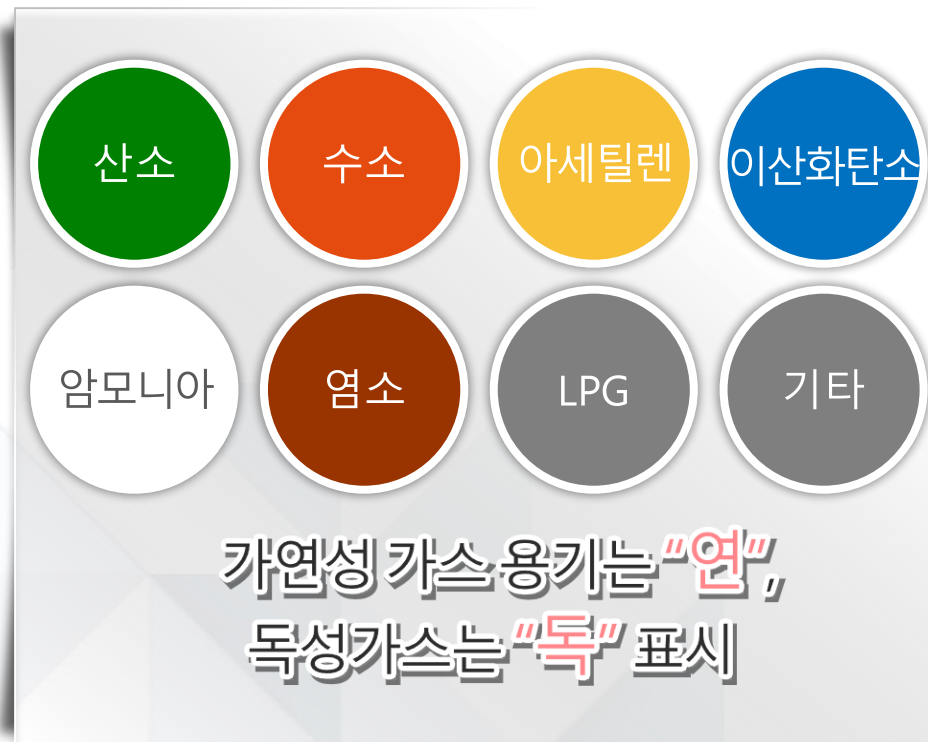 산소 수소 아세틸렌 이산화탄소
암모니아 염소 LPG 기타
가연성 가스 용기는 “연”,
독성가스는 “독” 표시